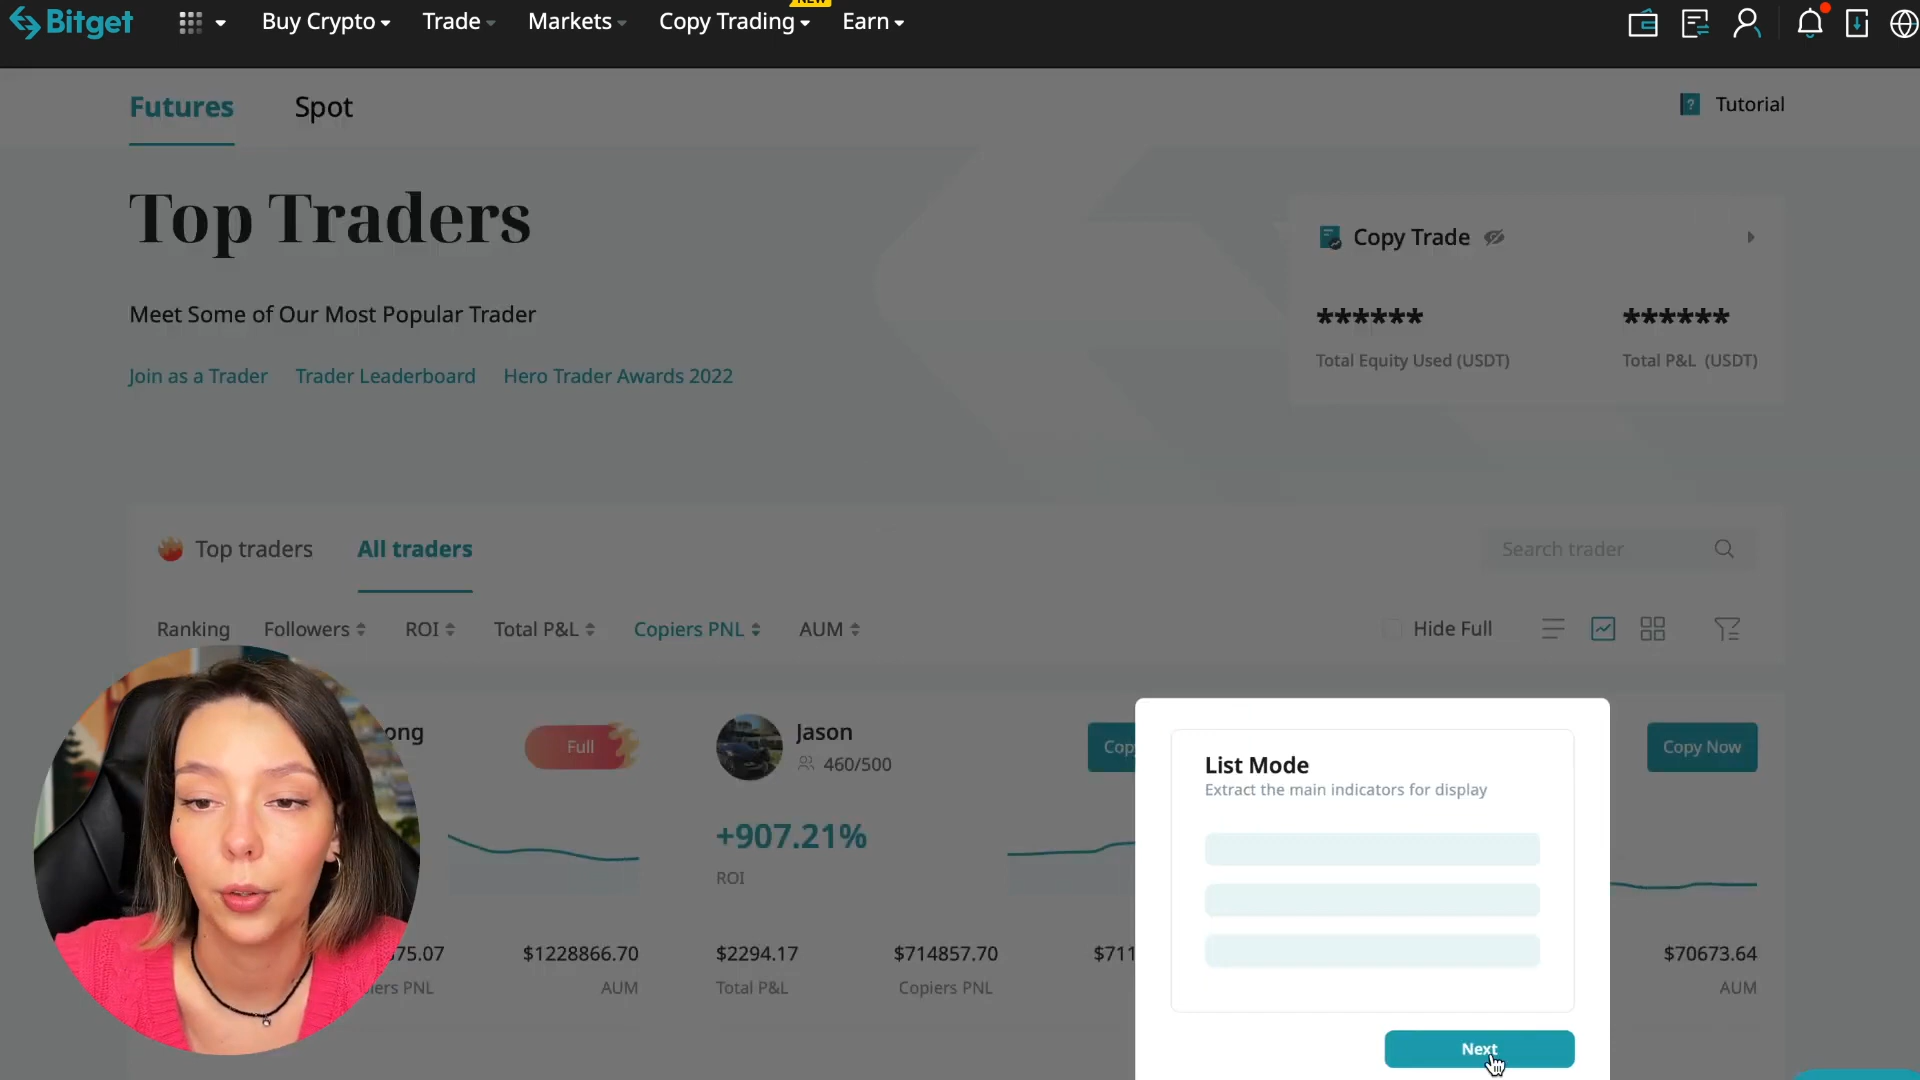 Bitget
Buy Crypto
Trade
Markets
Copy Trading
NEW
Earn
Futures
Spot
Tutorial
Top Traders
Meet Some of Our Most Popular Trader
Join as a Trader
Trader Leaderboard
Hero Trader Awards 2022
Copy Trade
******
******
Total Equity Used (USDT)
Total P&L (USDT)
Top traders
All traders
Search trader
Ranking
Followers
ROI
Total P&L
Copiers PNL
AUM
Hide Full
ong
Full
Jason
460/500
Cop
Copy Now
+907.21%
ROI
75.07
$1228866.70
AUM
$2294.17
Total P&L
$714857.70
Copiers PNL
$711
$70673.64
AUM
List Mode
Extract the main indicators for display
Next